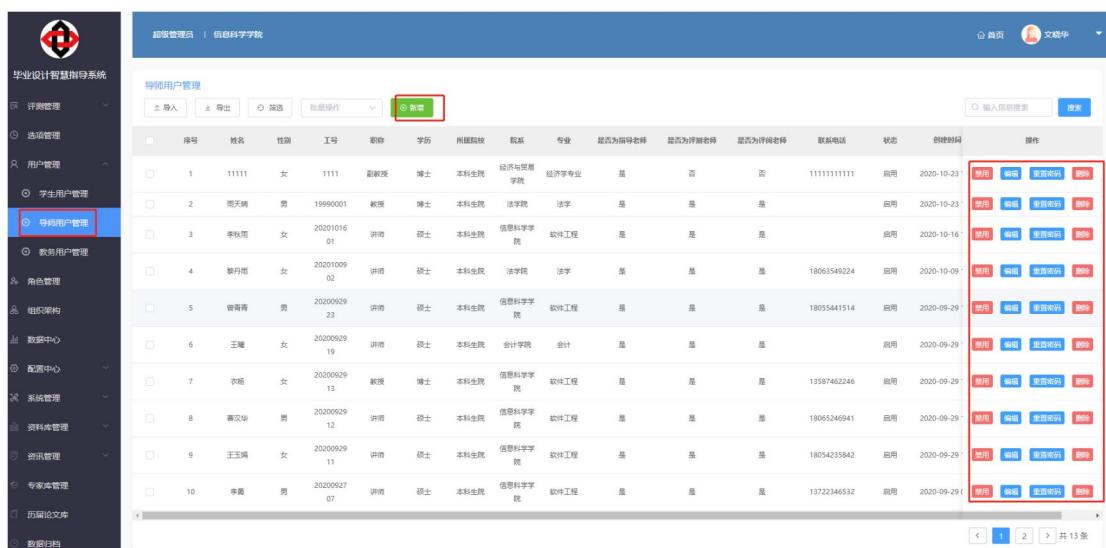 超级管理员 | 信息科学学院 首页 文晓华
毕业设计智慧指导系统
评测管理
选项管理
用户管理
学生用户管理
导师用户管理
教务用户管理
角色管理
组织架构
数据中心
配置中心
系统管理
资料库管理
资讯管理
专家库管理
历届论文库
数据归档
导师用户管理
导入 导出 筛选 批量操作 新增 输入信息搜索 搜索
序号 姓名 性别 工号 职称 学历 所属院校 院系 专业 是否为指导老师 是否为评测老师 是否为评阅老师 联系电话 状态 创建时间 操作
1 11111 女 1111 副教授 博士 本科生院 经济与贸易学院 经济学专业 是 否 否 11111111111 启用 2020-10-23 禁用 编辑 重置密码 删除
2 雨天晴 男 19990001 教授 博士 本科生院 法学院 法学 是 是 是 启用 2020-10-23 禁用 编辑 重置密码 删除
3 李秋雨 女 2020101601 讲师 硕士 本科生院 信息科学学院 软件工程 是 是 是 启用 2020-10-16 禁用 编辑 重置密码 删除
4 黎丹雨 女 2020100902 讲师 硕士 本科生院 法学院 法学 是 是 是 18063549224 启用 2020-10-09 禁用 编辑 重置密码 删除
5 曾青青 男 2020092923 讲师 硕士 本科生院 信息科学学院 软件工程 是 是 是 18055441514 启用 2020-09-29 禁用 编辑 重置密码 删除
6 王曦 女 2020092919 讲师 硕士 本科生院 会计学院 会计 是 是 是 启用 2020-09-29 禁用 编辑 重置密码 删除
7 衣杨 女 2020092913 教授 博士 本科生院 信息科学学院 软件工程 是 是 是 13587462246 启用 2020-09-29 禁用 编辑 重置密码 删除
8 蒋汉华 男 2020092912 讲师 硕士 本科生院 信息科学学院 软件工程 是 是 是 18065246941 启用 2020-09-29 禁用 编辑 重置密码 删除
9 王玉娟 女 2020092911 讲师 硕士 本科生院 信息科学学院 软件工程 是 是 是 18054235842 启用 2020-09-29 禁用 编辑 重置密码 删除
10 李勇 男 2020092707 讲师 硕士 本科生院 信息科学学院 软件工程 是 是 是 13722346532 启用 2020-09-29 禁用 编辑 重置密码 删除
1 2 共 13 条